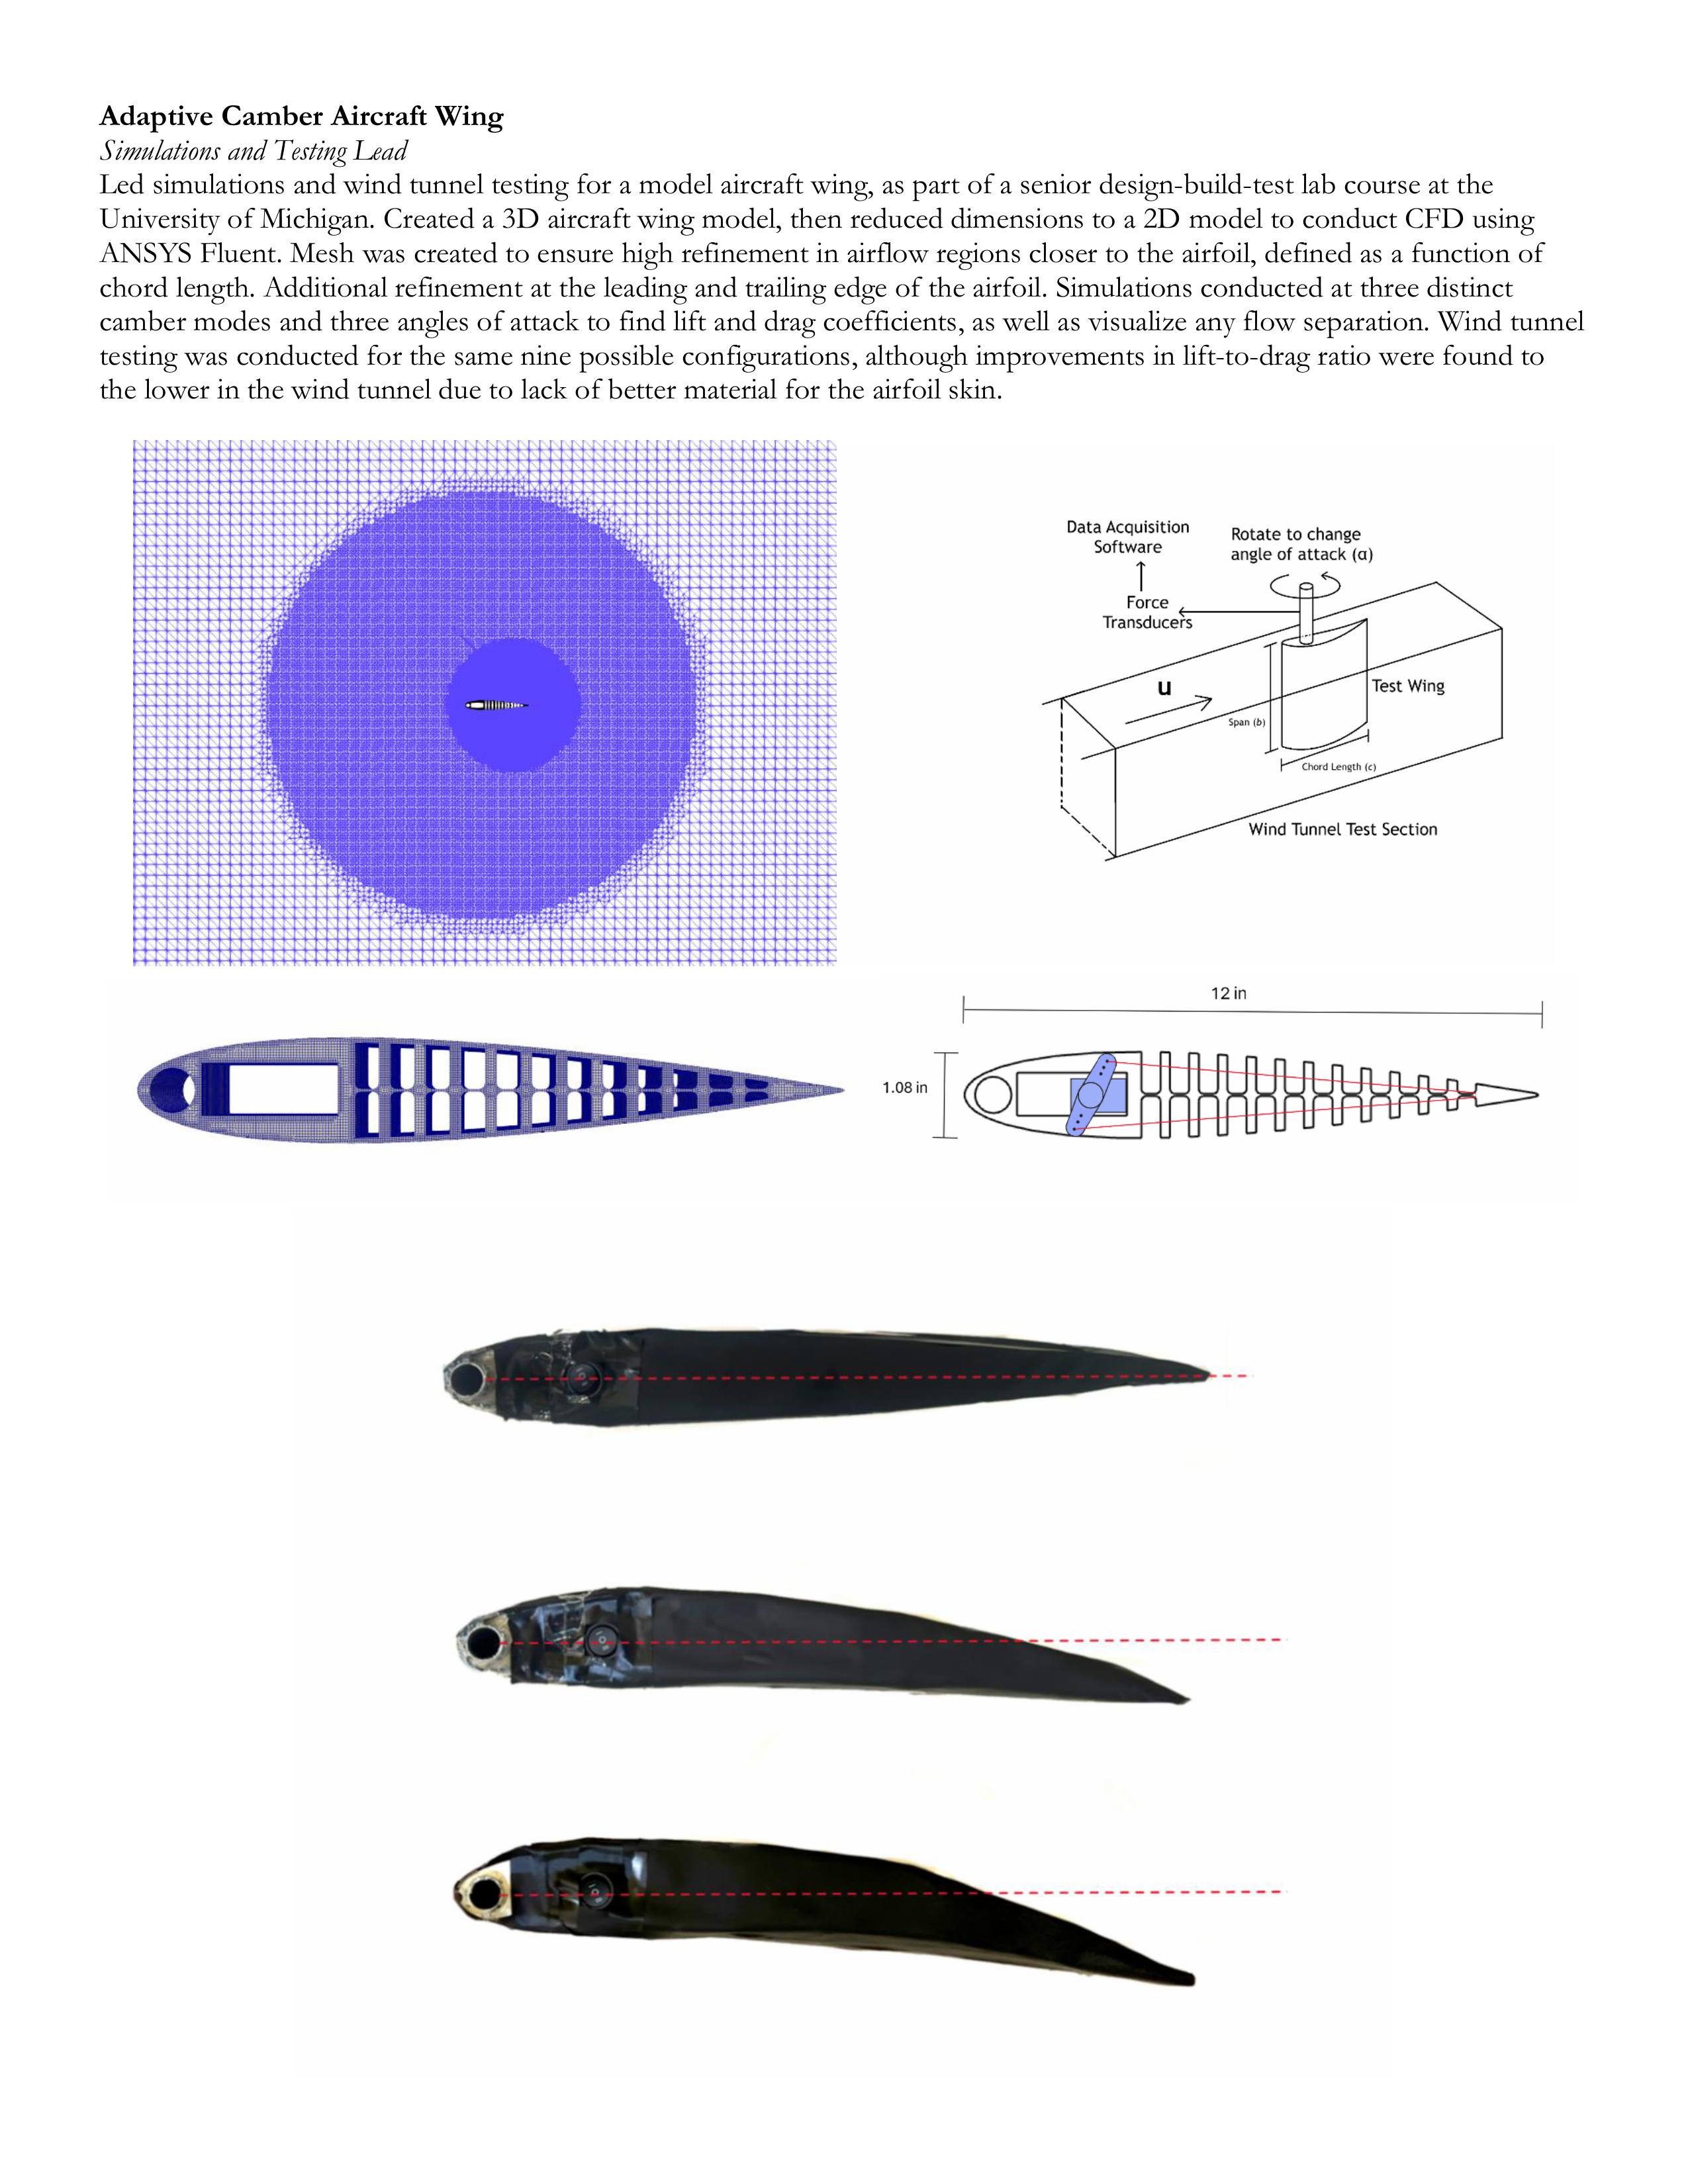 Adaptive Camber Aircraft Wing
Simulations and Testing Lead
Led simulations and wind tunnel testing for a model aircraft wing, as part of a senior design-build-test lab course at the
University of Michigan. Created a 3D aircraft wing model, then reduced dimensions to a 2D model to conduct CFD using
ANSYS Fluent. Mesh was created to ensure high refinement in airflow regions closer to the airfoil, defined as a function of
chord length. Additional refinement at the leading and trailing edge of the airfoil. Simulations conducted at three distinct
camber modes and three angles of attack to find lift and drag coefficients, as well as visualize any flow separation. Wind tunnel
testing was conducted for the same nine possible configurations, although improvements in lift-to-drag ratio were found to
the lower in the wind tunnel due to lack of better material for the airfoil skin.
Data Acquisition
Software
Rotate to change
angle of attack (α)
Force
Transducers
u
Test Wing
Span (b)
Chord Length (c)
Wind Tunnel Test Section
12 in
1.08 in